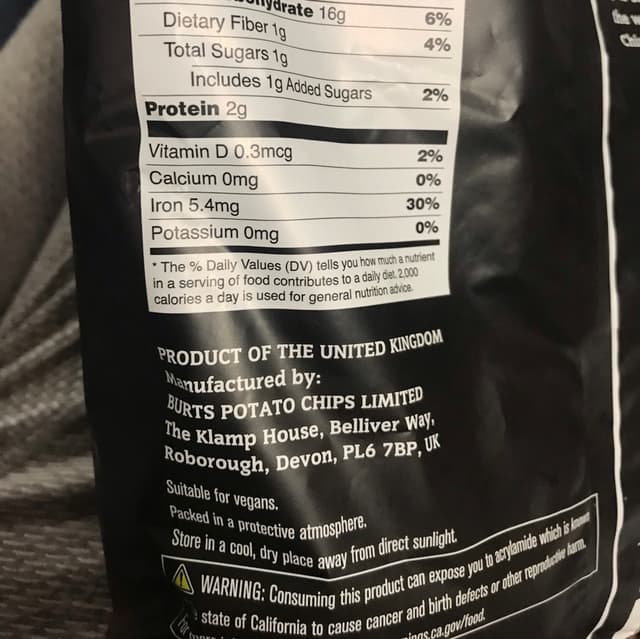 16g 6%
Dietary Fiber 1g 4%
Total Sugars 1g
Includes 1g Added Sugars 2%
Protein 2g
Vitamin D 0.3mcg 2%
Calcium 0mg 0%
Iron 5.4mg 30%
Potassium 0mg 0%
* The % Daily Values (DV) tells you how much a nutrient
in a serving of food contributes to a daily diet. 2,000
calories a day is used for general nutrition advice.
PRODUCT OF THE UNITED KINGDOM
Manufactured by:
BURTS POTATO CHIPS LIMITED
The Klamp House, Belliver Way,
Roborough, Devon, PL6 7BP, UK
Suitable for vegans.
Packed in a protective atmosphere.
Store in a cool, dry place away from direct sunlight.
WARNING: Consuming this product can expose you to acrylamide which is known
state of California to cause cancer and birth defects or other reproductive harm.
.ca.gov/food.